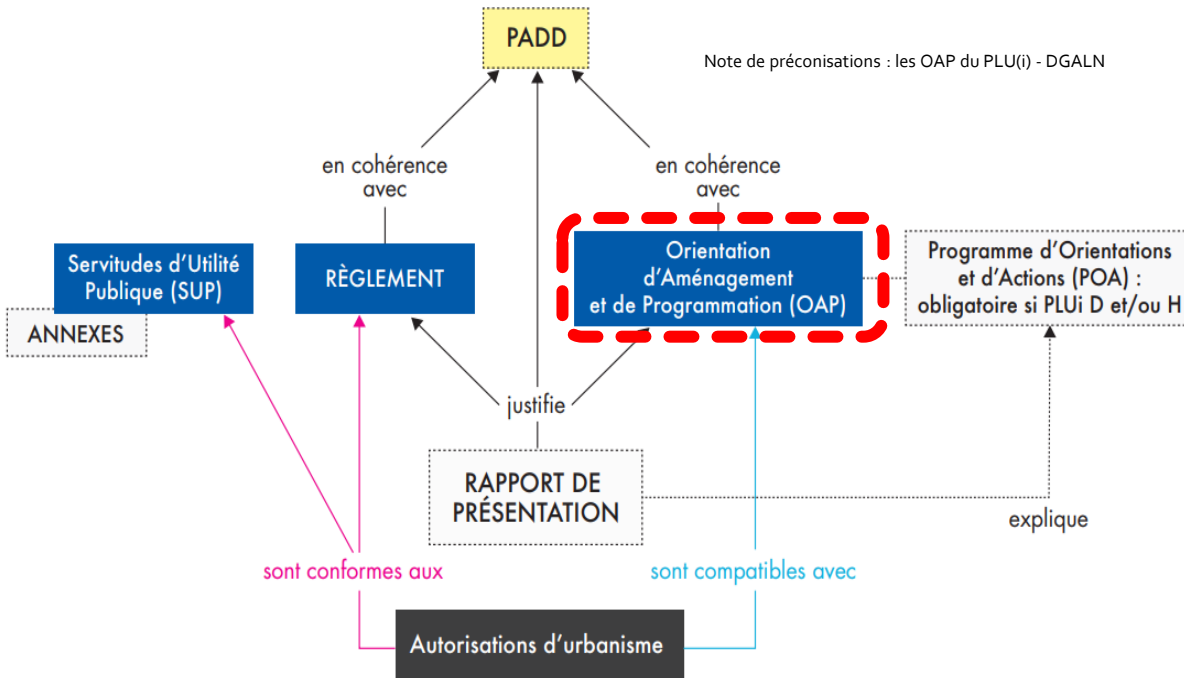 PADD
Note de préconisations : les OAP du PLU(i) - DGALN
en cohérence
avec
en cohérence
avec
Servitudes d’Utilité
Publique (SUP)
ANNEXES
RÈGLEMENT
Orientation
d’Aménagement
et de Programmation (OAP)
Programme d’Orientations
et d’Actions (POA) :
obligatoire si PLUi D et/ou H
justifie
RAPPORT DE
PRÉSENTATION
explique
sont conformes aux
sont compatibles avec
Autorisations d’urbanisme